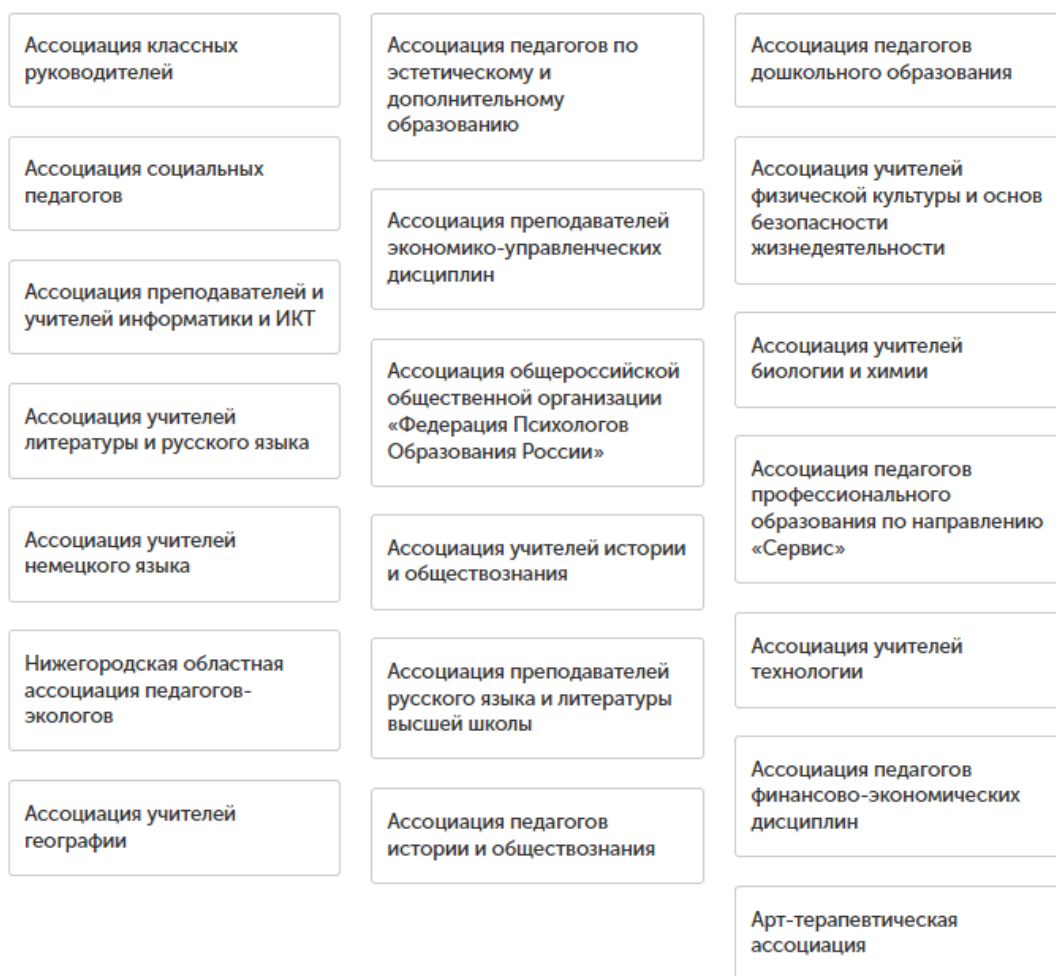 Ассоциация классных
руководителей
Ассоциация социальных
педагогов
Ассоциация преподавателей и
учителей информатики и ИКТ
Ассоциация учителей
литературы и русского языка
Ассоциация учителей
немецкого языка
Нижегородская областная
ассоциация педагогов-
экологов
Ассоциация учителей
географии
Ассоциация педагогов по
эстетическому и
дополнительному
образованию
Ассоциация преподавателей
экономико-управленческих
дисциплин
Ассоциация общероссийской
общественной организации
«Федерация Психологов
Образования России»
Ассоциация учителей истории
и обществознания
Ассоциация преподавателей
русского языка и литературы
высшей школы
Ассоциация педагогов
истории и обществознания
Ассоциация педагогов
дошкольного образования
Ассоциация учителей
физической культуры и основ
безопасности
жизнедеятельности
Ассоциация учителей
биологии и химии
Ассоциация педагогов
профессионального
образования по направлению
«Сервис»
Ассоциация учителей
технологии
Ассоциация педагогов
финансово-экономических
дисциплин
Арт-терапевтическая
ассоциация